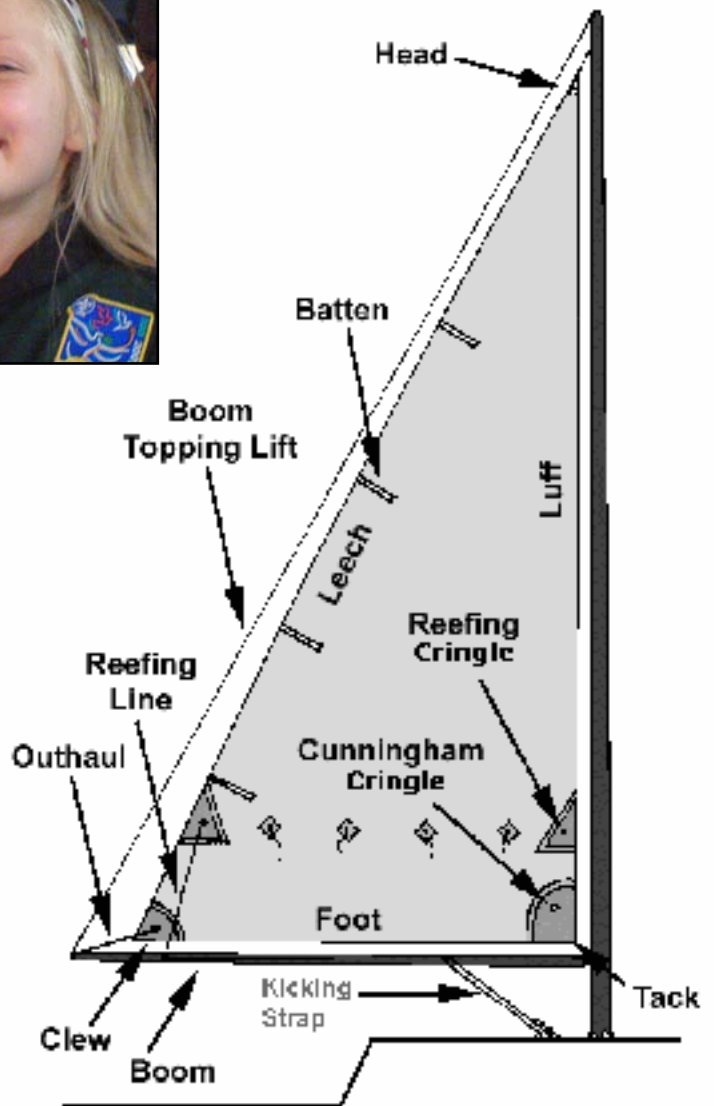 Head
Batten
Boom
Topping Lift
Luff
Leech
Reefing
Cringle
Reefing
Line
Cunningham
Cringle
Outhaul
Foot
Kicking
Strap
Tack
Clew
Boom